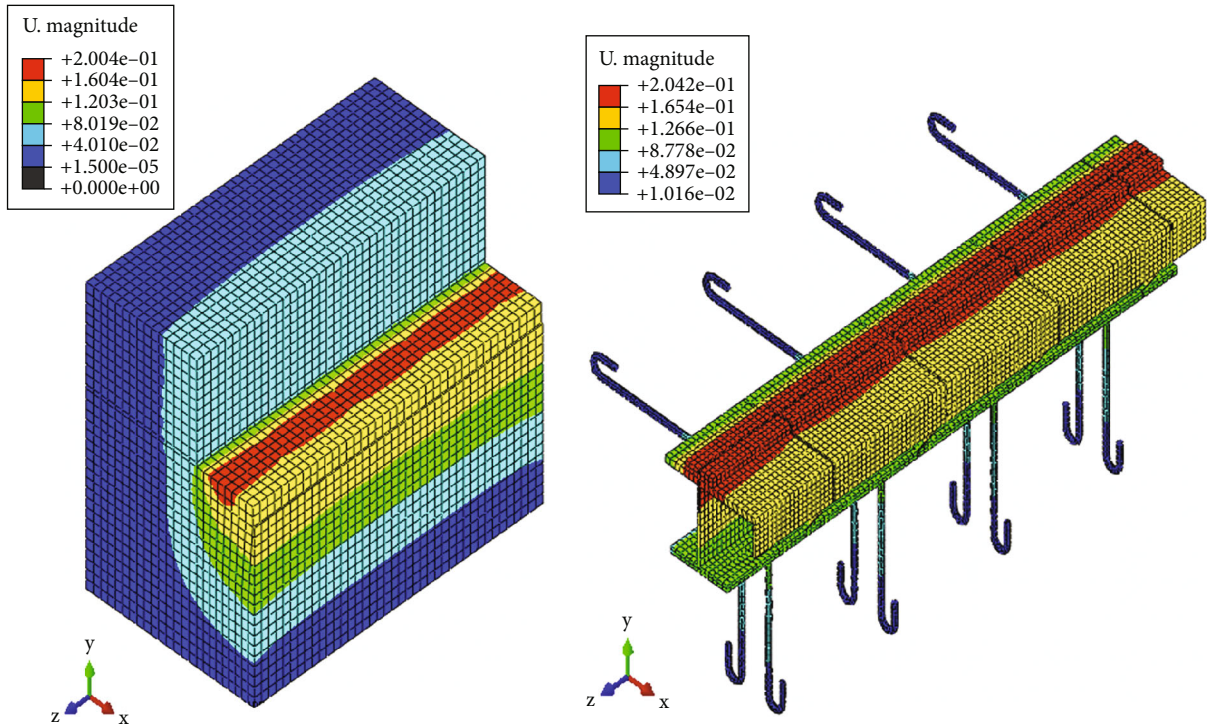 U. magnitude
+2.004e–01
+1.604e–01
+1.203e–01
+8.019e–02
+4.010e–02
+1.500e–05
+0.000e+00
y
z
x
U. magnitude
+2.042e–01
+1.654e–01
+1.266e–01
+8.778e–02
+4.897e–02
+1.016e–02
y
z
x